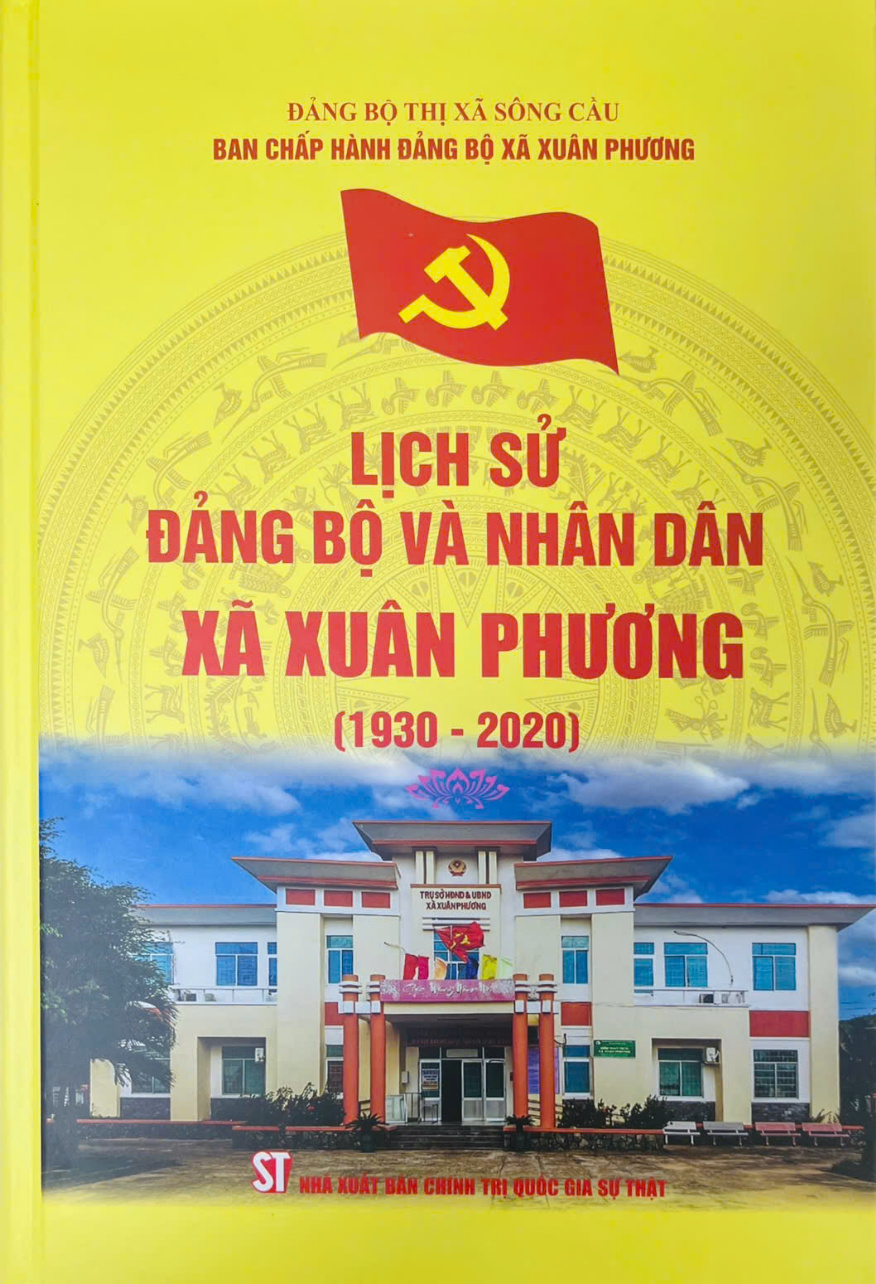 ĐẢNG BỘ THỊ XÃ SÔNG CẦU
BAN CHẤP HÀNH ĐẢNG BỘ XÃ XUÂN PHƯƠNG
LỊCH SỬ
ĐẢNG BỘ VÀ NHÂN DÂN
XÃ XUÂN PHƯƠNG
(1930 - 2020)
TRỤ SỞ HĐND & UBND
XÃ XUÂN PHƯƠNG
ST NHÀ XUẤT BẢN CHÍNH TRỊ QUỐC GIA SỰ THẬT